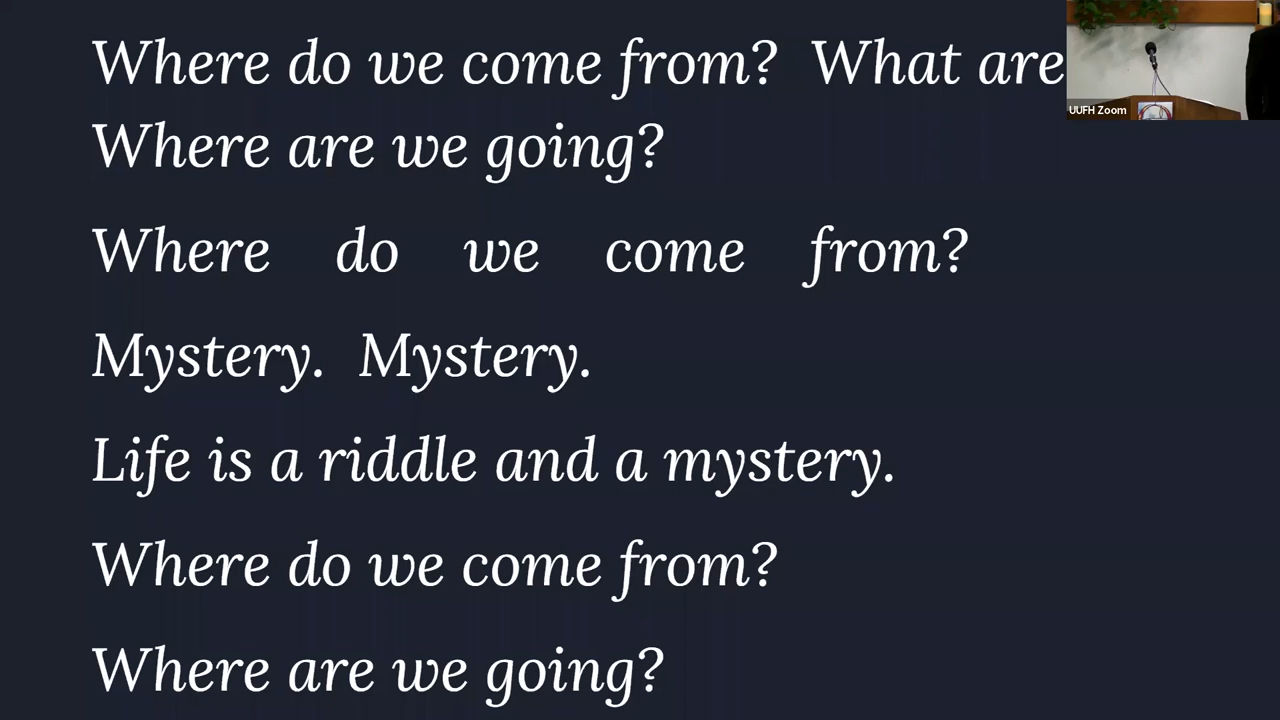 Where do we come from?  What are
Where are we going?
Where do we come from?
Mystery.  Mystery.
Life is a riddle and a mystery.
Where do we come from?
Where are we going?
UUFH Zoom